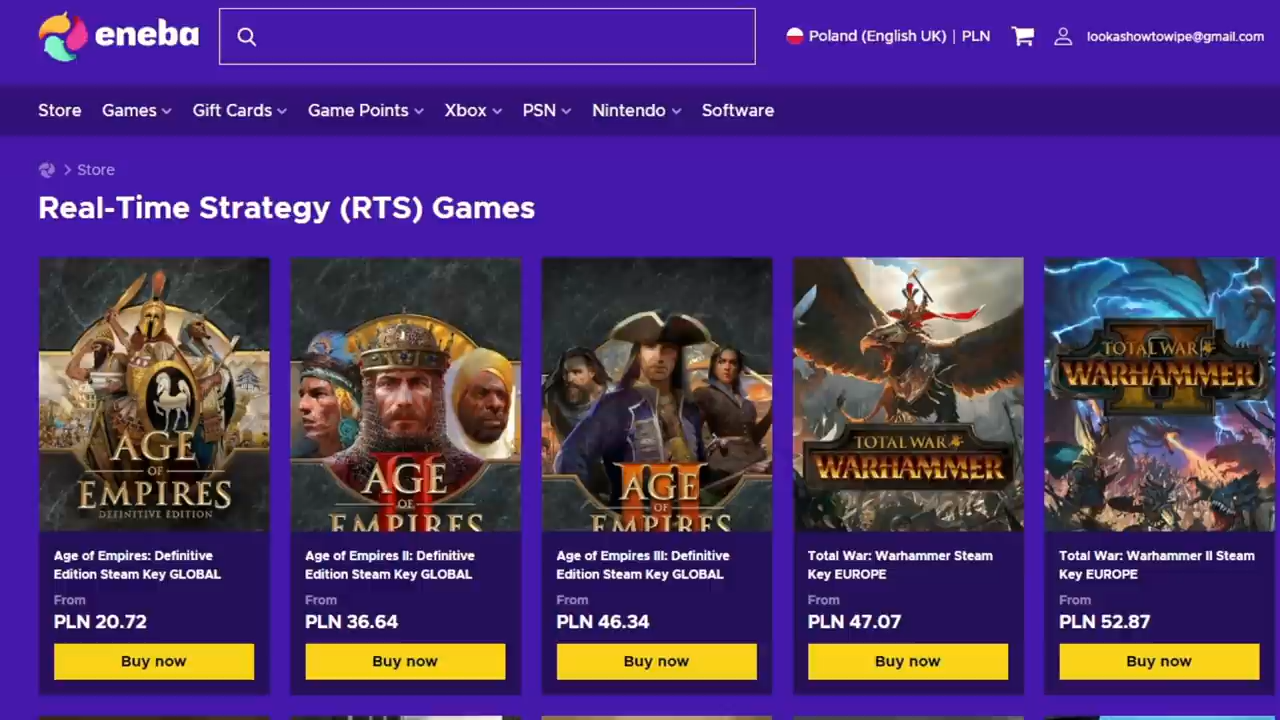 eneba
Poland (English UK) | PLN
lookashowtowipe@gmail.com
Store
Games
Gift Cards
Game Points
Xbox
PSN
Nintendo
Software
> Store
Real-Time Strategy (RTS) Games
AGE
OF
EMPIRES
DEFINITIVE EDITION
AGE
II
OF
EMPIRES
AGE
III
OF
EMPIRES
TOTAL WAR
WARHAMMER
TOTAL WAR
II
WARHAMMER
Age of Empires: Definitive
Edition Steam Key GLOBAL
From
PLN 20.72
Buy now
Age of Empires II: Definitive
Edition Steam Key GLOBAL
From
PLN 36.64
Buy now
Age of Empires III: Definitive
Edition Steam Key GLOBAL
From
PLN 46.34
Buy now
Total War: Warhammer Steam
Key EUROPE
From
PLN 47.07
Buy now
Total War: Warhammer II Steam
Key EUROPE
From
PLN 52.87
Buy now